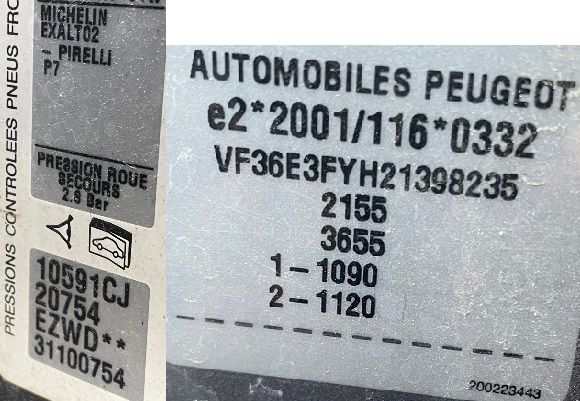 MICHELIN
EXALTO2
- PIRELLI
P7
PRESSION ROUE
SECOURS
2.9 Bar
10591CJ
20754
EZWD**
31100754
PRESSIONS CONTROLEES PNEUS FRO
AUTOMOBILES PEUGEOT
e2*2001/116*0332
VF36E3FYH21398235
2155
3655
1-1090
2-1120
200223443